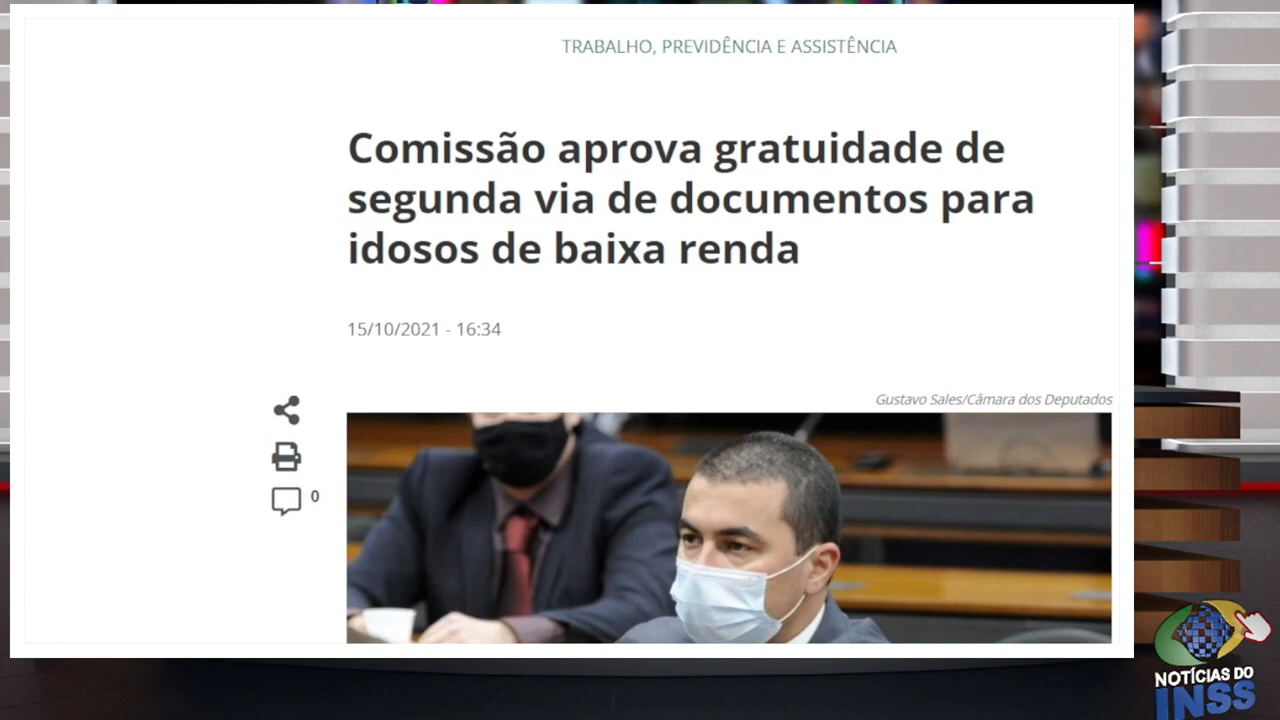 TRABALHO, PREVIDÊNCIA E ASSISTÊNCIA
Comissão aprova gratuidade de
segunda via de documentos para
idosos de baixa renda
15/10/2021 - 16:34
Gustavo Sales/Câmara dos Deputados
0
NOTÍCIAS DO
INSS